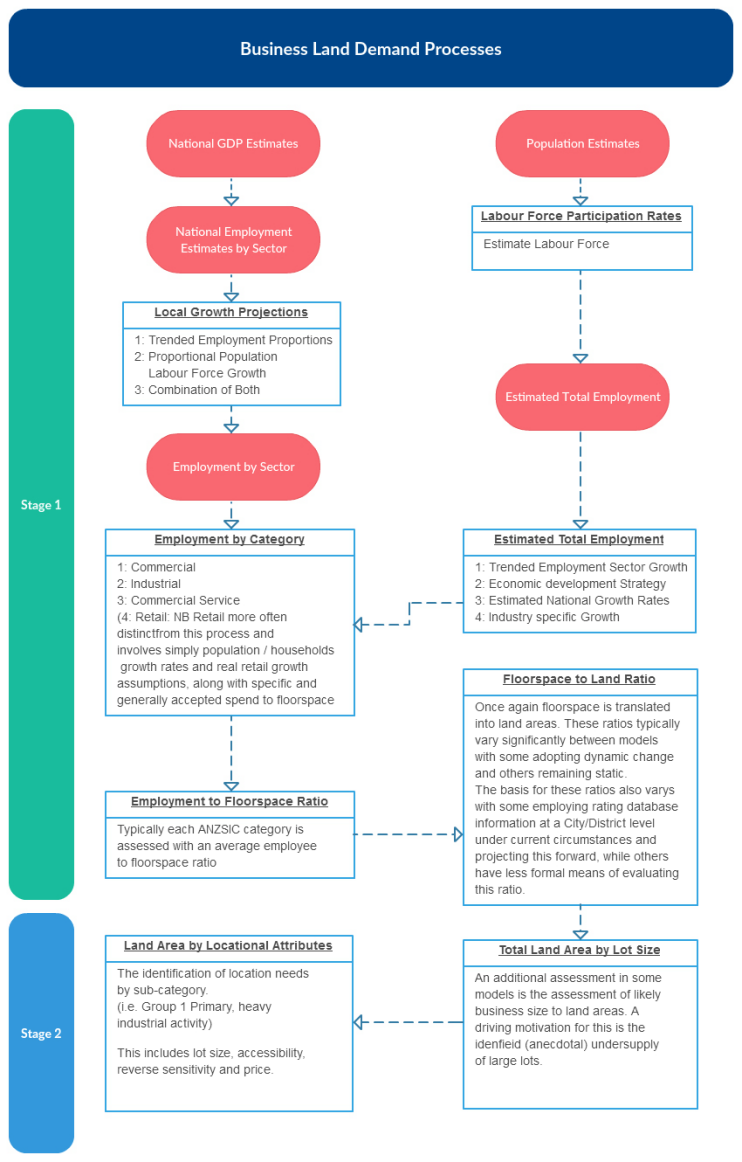 Business Land Demand Processes
Stage 1
National GDP Estimates
National Employment
Estimates by Sector
Local Growth Projections
1: Trended Employment Proportions
2: Proportional Population
Labour Force Growth
3: Combination of Both
Employment by Sector
Employment by Category
1: Commercial
2: Industrial
3: Commercial Service
(4: Retail: NB Retail more often
distinctfrom this process and
involves simply population / households
growth rates and real retail growth
assumptions, along with specific and
generally accepted spend to floorspace
Employment to Floorspace Ratio
Typically each ANZSIC category is
assessed with an average employee
to floorspace ratio
Population Estimates
Labour Force Participation Rates
Estimate Labour Force
Estimated Total Employment
Estimated Total Employment
1: Trended Employment Sector Growth
2: Economic development Strategy
3: Estimated National Growth Rates
4: Industry specific Growth
Floorspace to Land Ratio
Once again floorspace is translated
into land areas. These ratios typically
vary significantly between models
with some adopting dynamic change
and others remaining static.
The basis for these ratios also varys
with some employing rating database
information at a City/District level
under current circumstances and
projecting this forward, while others
have less formal means of evaluating
this ratio.
Stage 2
Land Area by Locational Attributes
The identification of location needs
by sub-category.
(i.e. Group 1 Primary, heavy
industrial activity)
This includes lot size, accessibility,
reverse sensitivity and price.
Total Land Area by Lot Size
An additional assessment in some
models is the assessment of likely
business size to land areas. A
driving motivation for this is the
idenfieid (anecdotal) undersupply
of large lots.